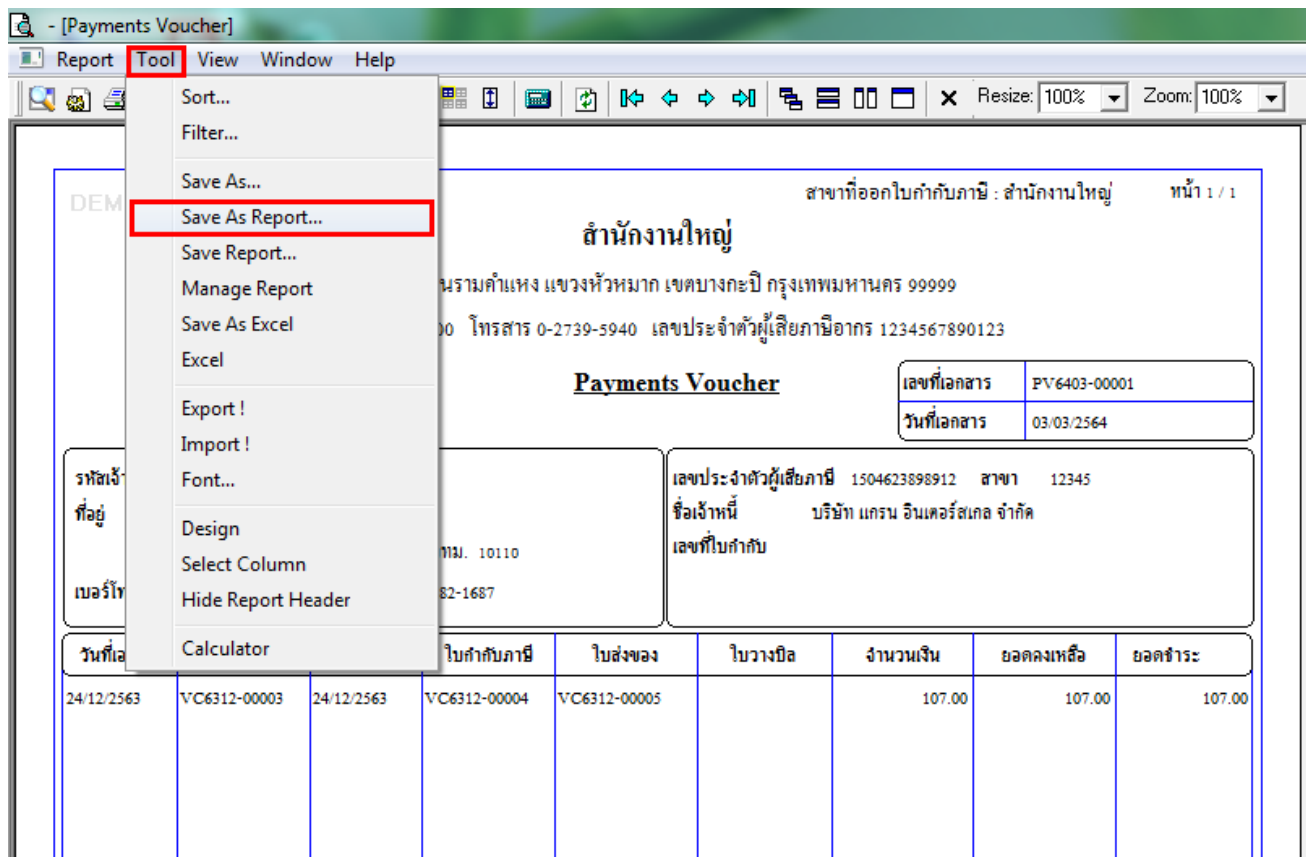 - [Payments Voucher]
Report Tool View Window Help
Resize: 100% Zoom: 100%
Sort...
Filter...
Save As...
Save As Report...
Save Report...
Manage Report
Save As Excel
Excel
Export !
Import !
Font...
Design
Select Column
Hide Report Header
Calculator
DEM
สาขาที่ออกใบกำกับภาษี : สำนักงานใหญ่ หน้า 1 / 1
สำนักงานใหญ่
นรามคำแหง แขวงหัวหมาก เขตบางกะปิ กรุงเทพมหานคร 99999
00 โทรสาร 0-2739-5940 เลขประจำตัวผู้เสียภาษีอากร 1234567890123
Payments Voucher
เลขที่เอกสาร PV6403-00001
วันที่เอกสาร 03/03/2564
รหัสเจ้า
ที่อยู่
ทม. 10110
เบอร์โท 82-1687
เลขประจำตัวผู้เสียภาษี 1504623898912 สาขา 12345
ชื่อเจ้าหนี้ บริษัท แกรน อินเตอร์สเกล จำกัด
เลขที่ใบกำกับ
วันที่เอ ใบกำกับภาษี ใบส่งของ ใบวางบิล จำนวนเงิน ยอดคงเหลือ ยอดชำระ
24/12/2563 VC6312-00003 24/12/2563 VC6312-00004 VC6312-00005 107.00 107.00 107.00